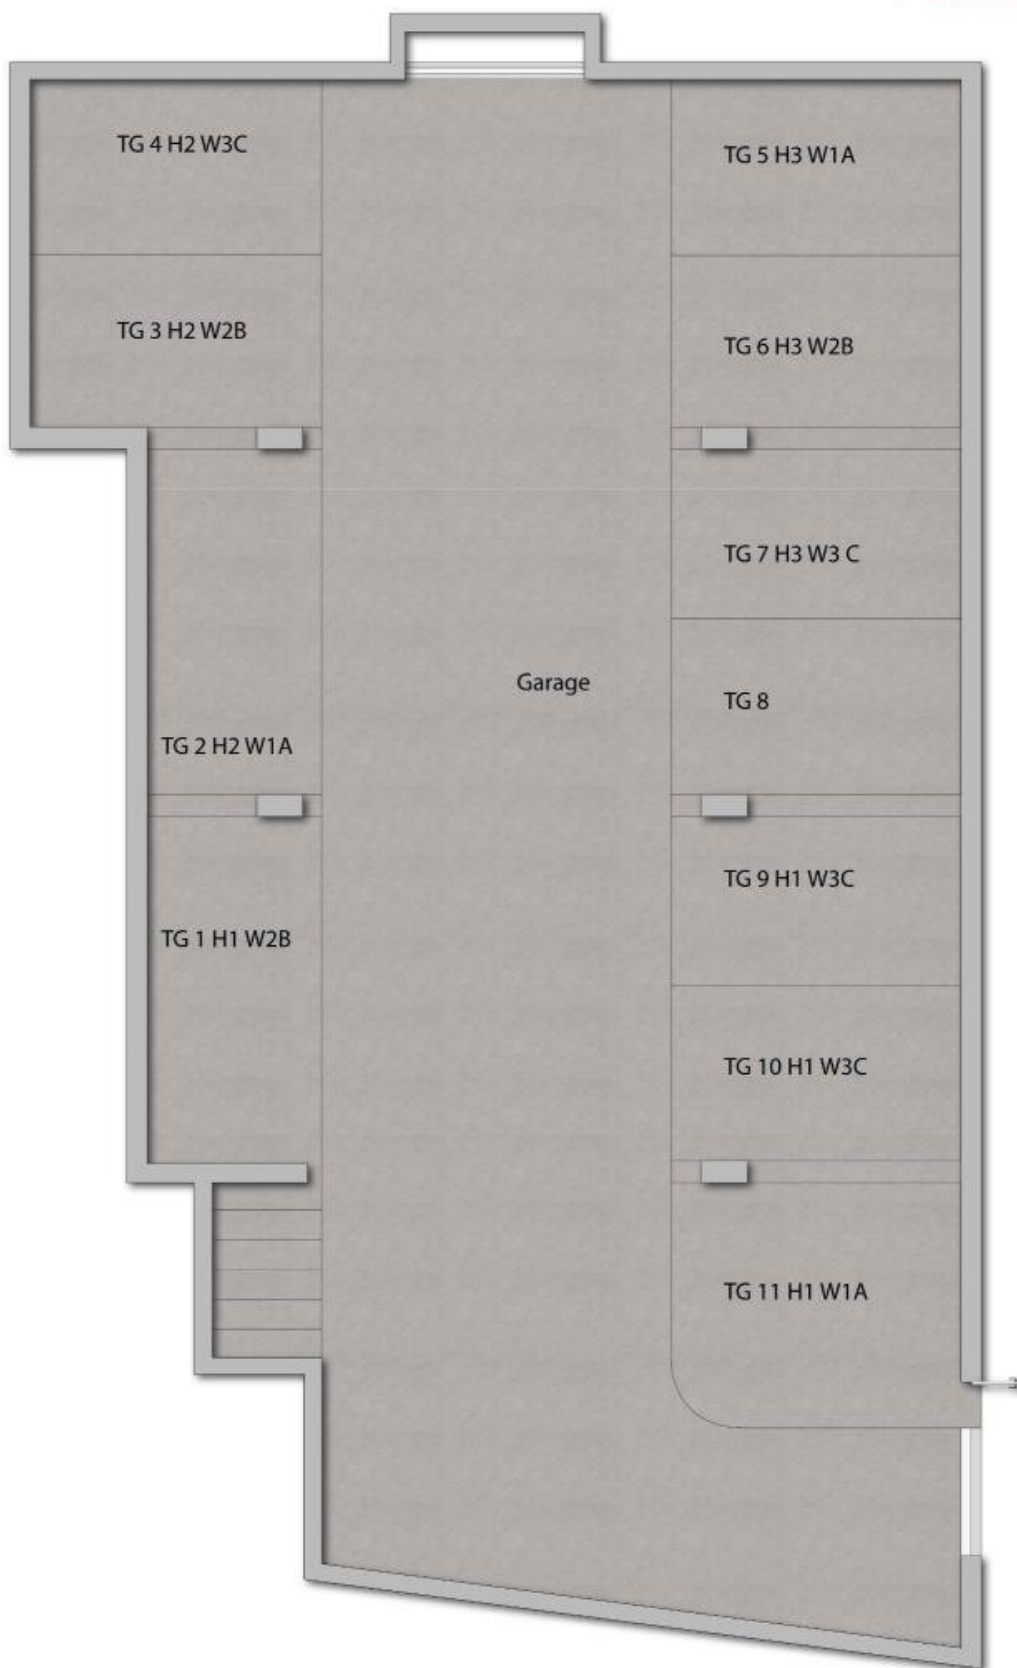 TG 4 H2 W3C
TG 5 H3 W1A
TG 3 H2 W2B
TG 6 H3 W2B
TG 7 H3 W3 C
Garage
TG 8
TG 2 H2 W1A
TG 9 H1 W3C
TG 1 H1 W2B
TG 10 H1 W3C
TG 11 H1 W1A